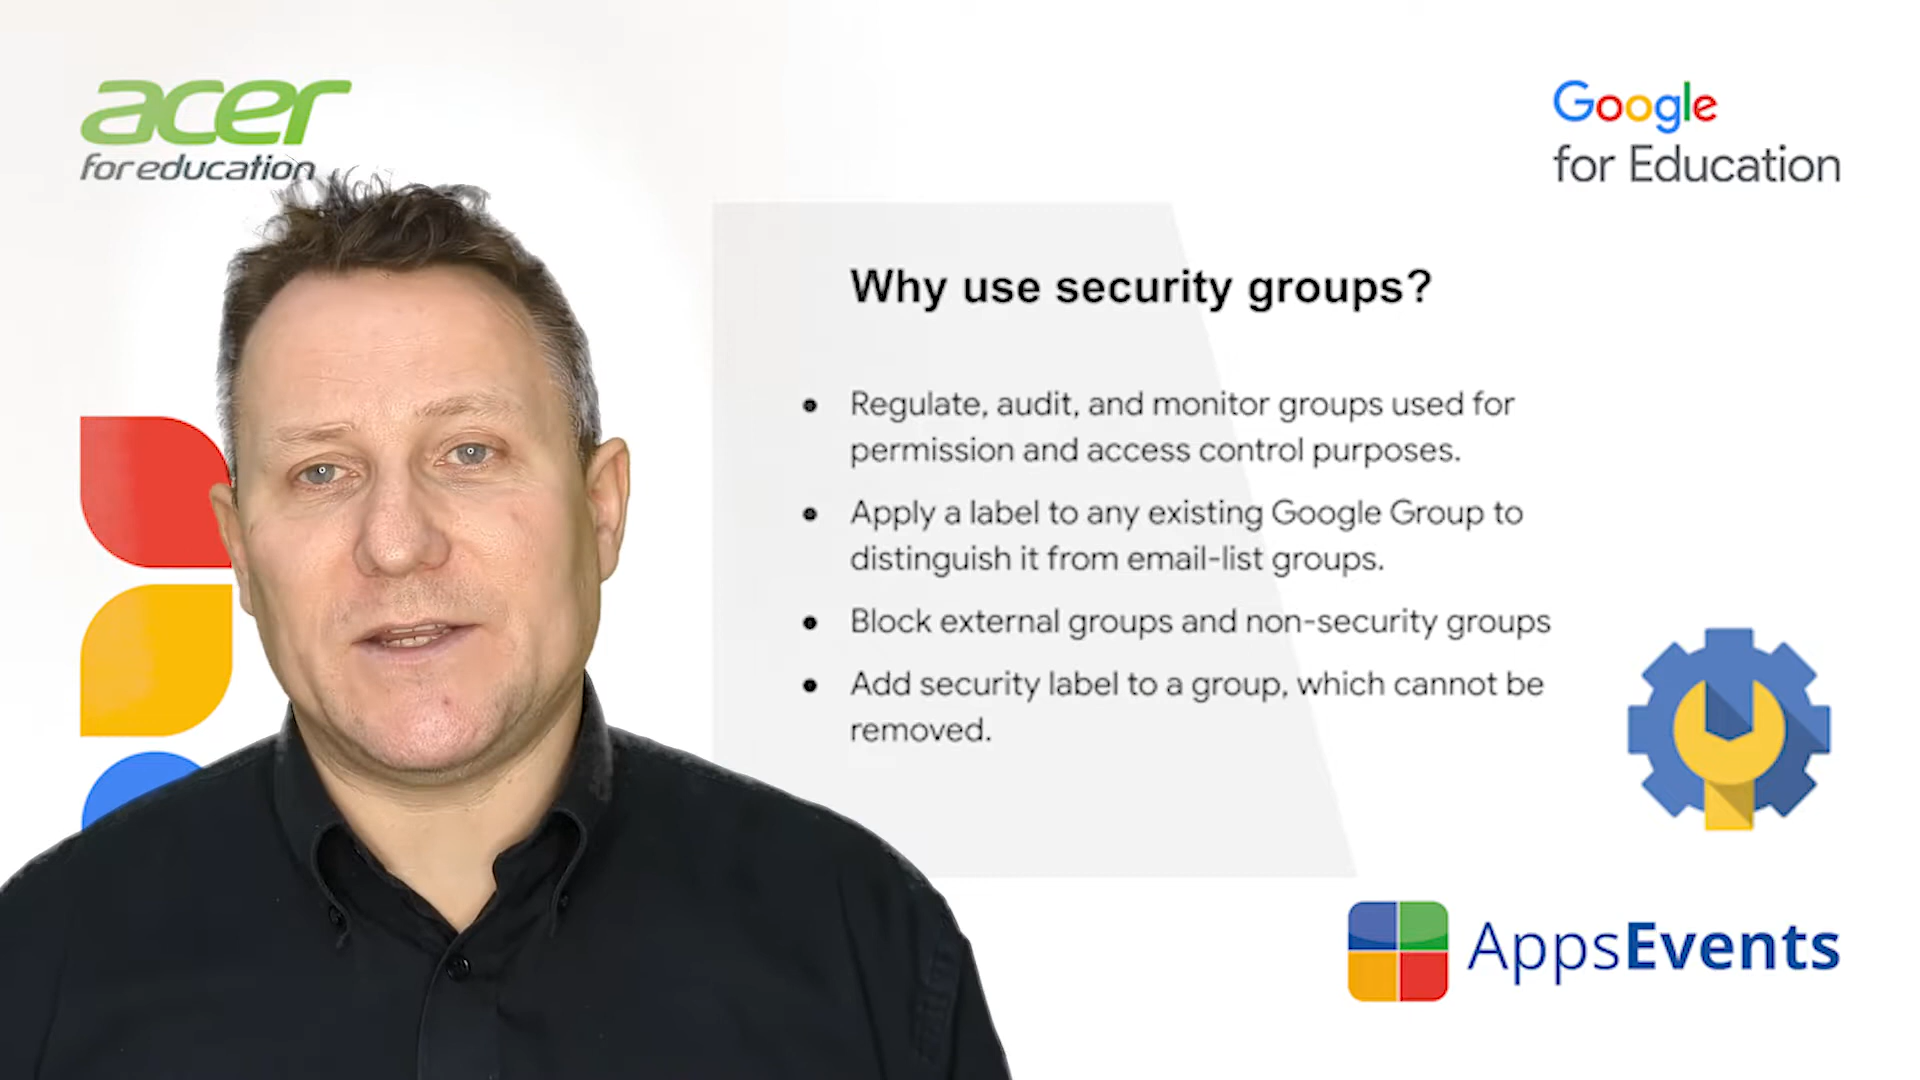 acer
for education
Google
for Education
Why use security groups?
● Regulate, audit, and monitor groups used for
permission and access control purposes.
● Apply a label to any existing Google Group to
distinguish it from email-list groups.
● Block external groups and non-security groups
● Add security label to a group, which cannot be
removed.
AppsEvents